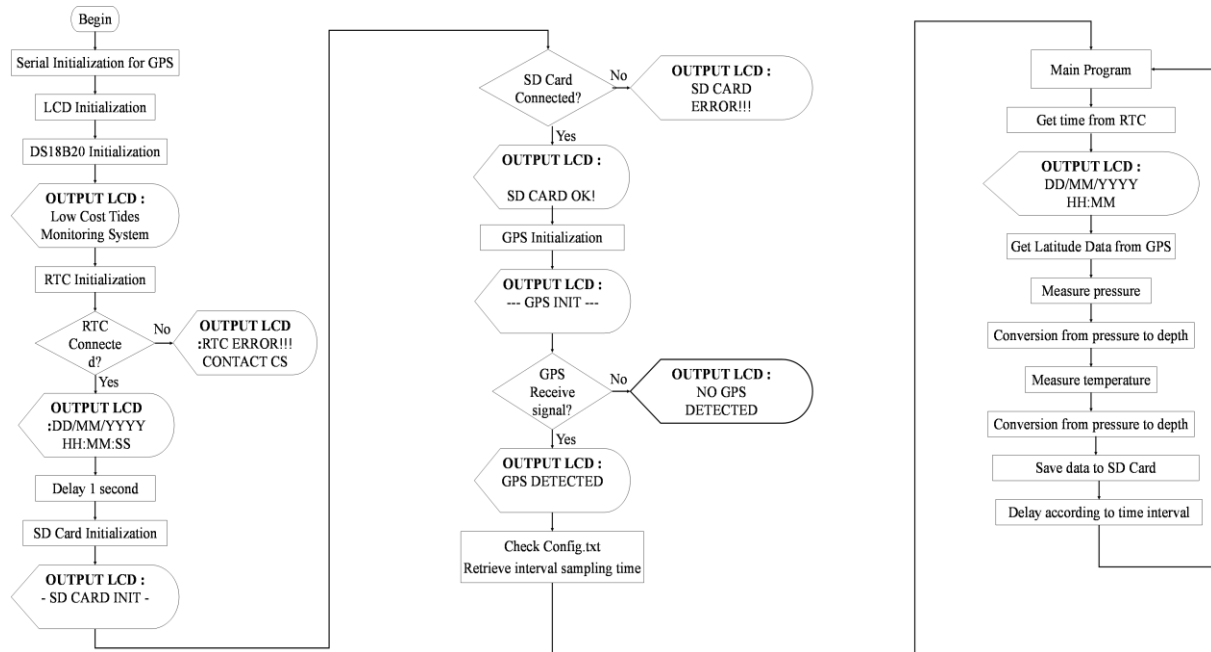 Begin
Serial Initialization for GPS
LCD Initialization
DS18B20 Initialization
OUTPUT LCD :
Low Cost Tides
Monitoring System
RTC Initialization
RTC
Connecte
d?
No
OUTPUT LCD
:RTC ERROR!!!
CONTACT CS
Yes
OUTPUT LCD
:DD/MM/YYYY
HH:MM:SS
Delay 1 second
SD Card Initialization
OUTPUT LCD :
- SD CARD INIT -
SD Card
Connected?
No
OUTPUT LCD :
SD CARD
ERROR!!!
Yes
OUTPUT LCD :
SD CARD OK!
GPS Initialization
OUTPUT LCD :
--- GPS INIT ---
GPS
Receive
signal?
No
OUTPUT LCD :
NO GPS
DETECTED
Yes
OUTPUT LCD :
GPS DETECTED
Check Config.txt
Retrieve interval sampling time
Main Program
Get time from RTC
OUTPUT LCD :
DD/MM/YYYY
HH:MM
Get Latitude Data from GPS
Measure pressure
Conversion from pressure to depth
Measure temperature
Conversion from pressure to depth
Save data to SD Card
Delay according to time interval